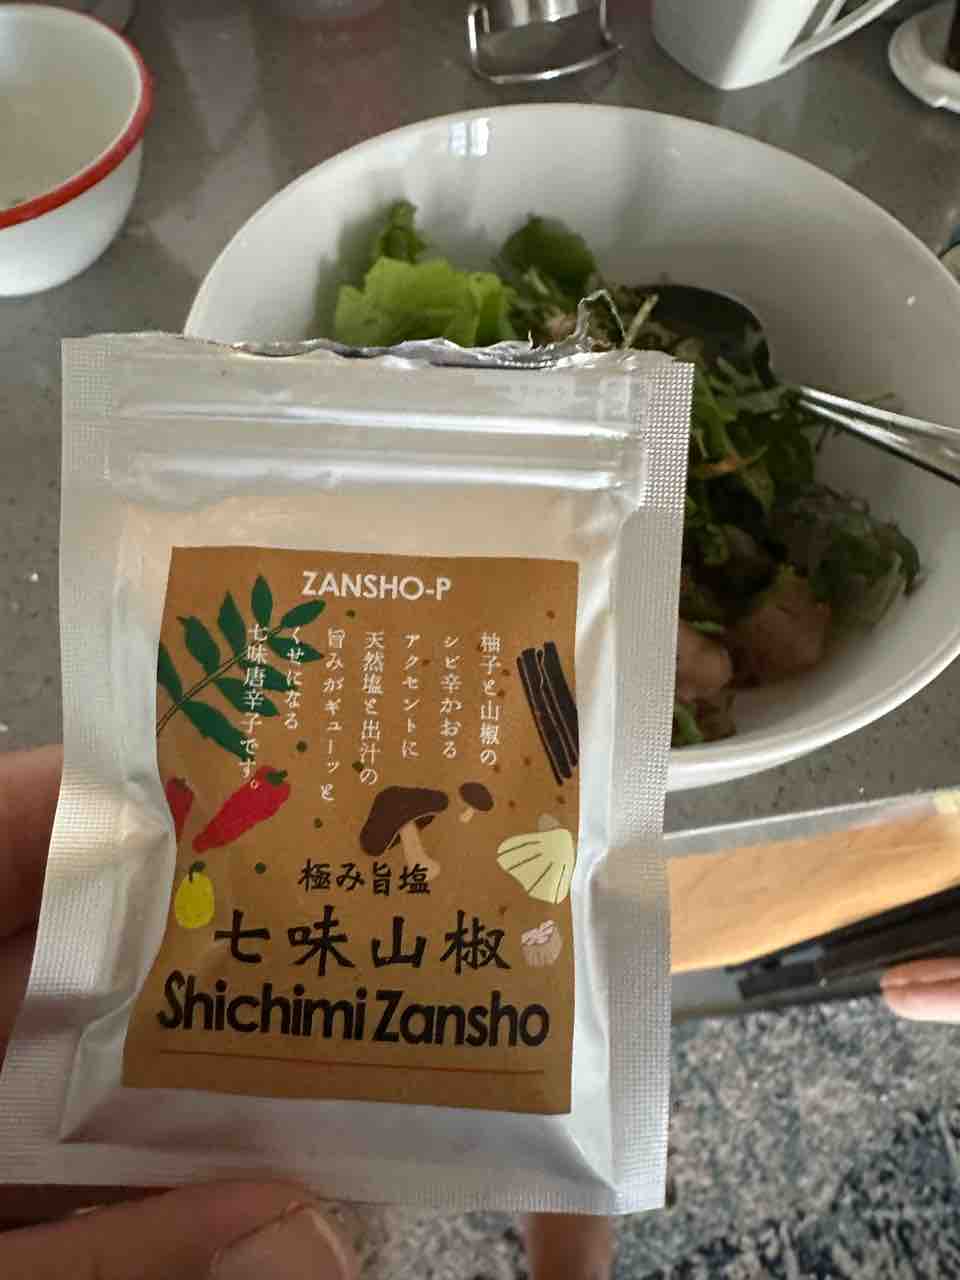 ZANSHO-P
柚子と山椒の
シビ辛かおる
アクセントに
天然塩と出汁の
旨みがギューッと
くせになる
七味唐辛子です。
極み旨塩
七味山椒
Shichimi Zansho